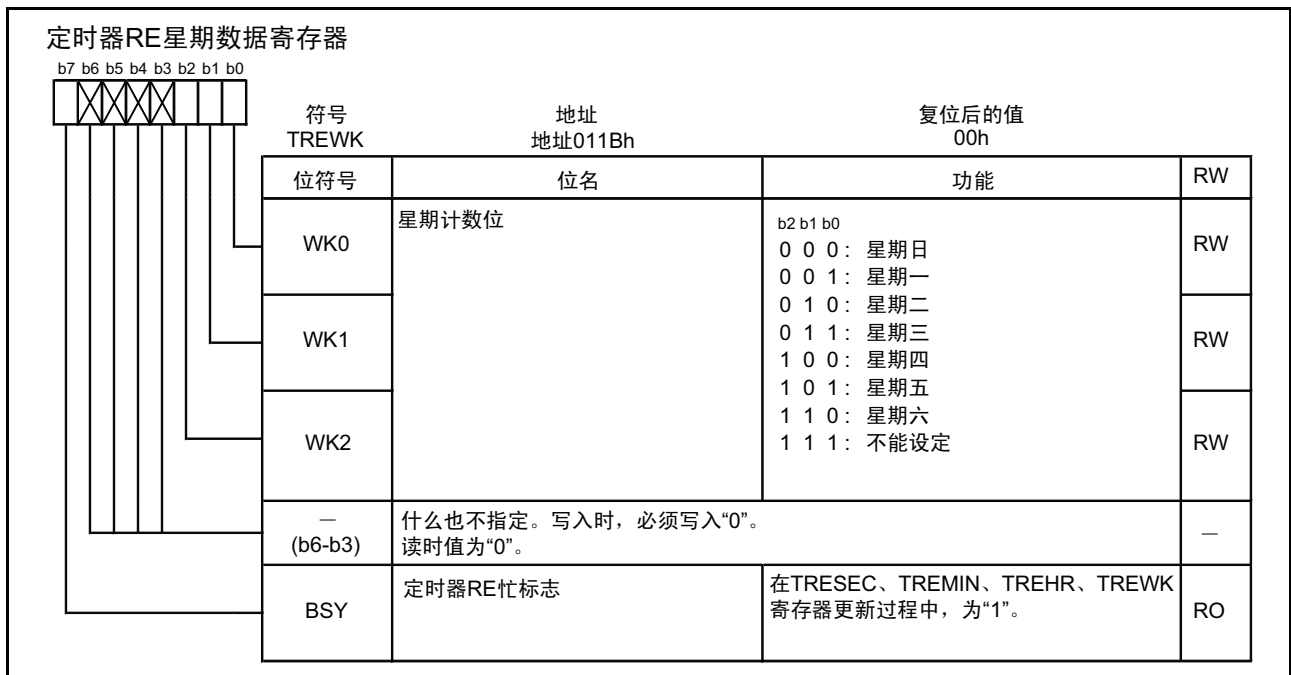 定时器RE星期数据寄存器
b7 b6 b5 b4 b3 b2 b1 b0
符号 地址 复位后的值
TREWK 地址011Bh 00h
位符号 位名 功能 RW
WK0 星期计数位 RW
b2 b1 b0
0 0 0：星期日
0 0 1：星期一
0 1 0：星期二
WK1 RW
0 1 1：星期三
1 0 0：星期四
1 0 1：星期五
1 1 0：星期六
WK2 RW
1 1 1：不能设定
— (b6-b3) 什么也不指定。写入时，必须写入“0”。 —
读时值为“0”。
BSY 定时器RE忙标志 在TRESEC、TREMIN、TREHR、TREWK RO
寄存器更新过程中，为“1”。